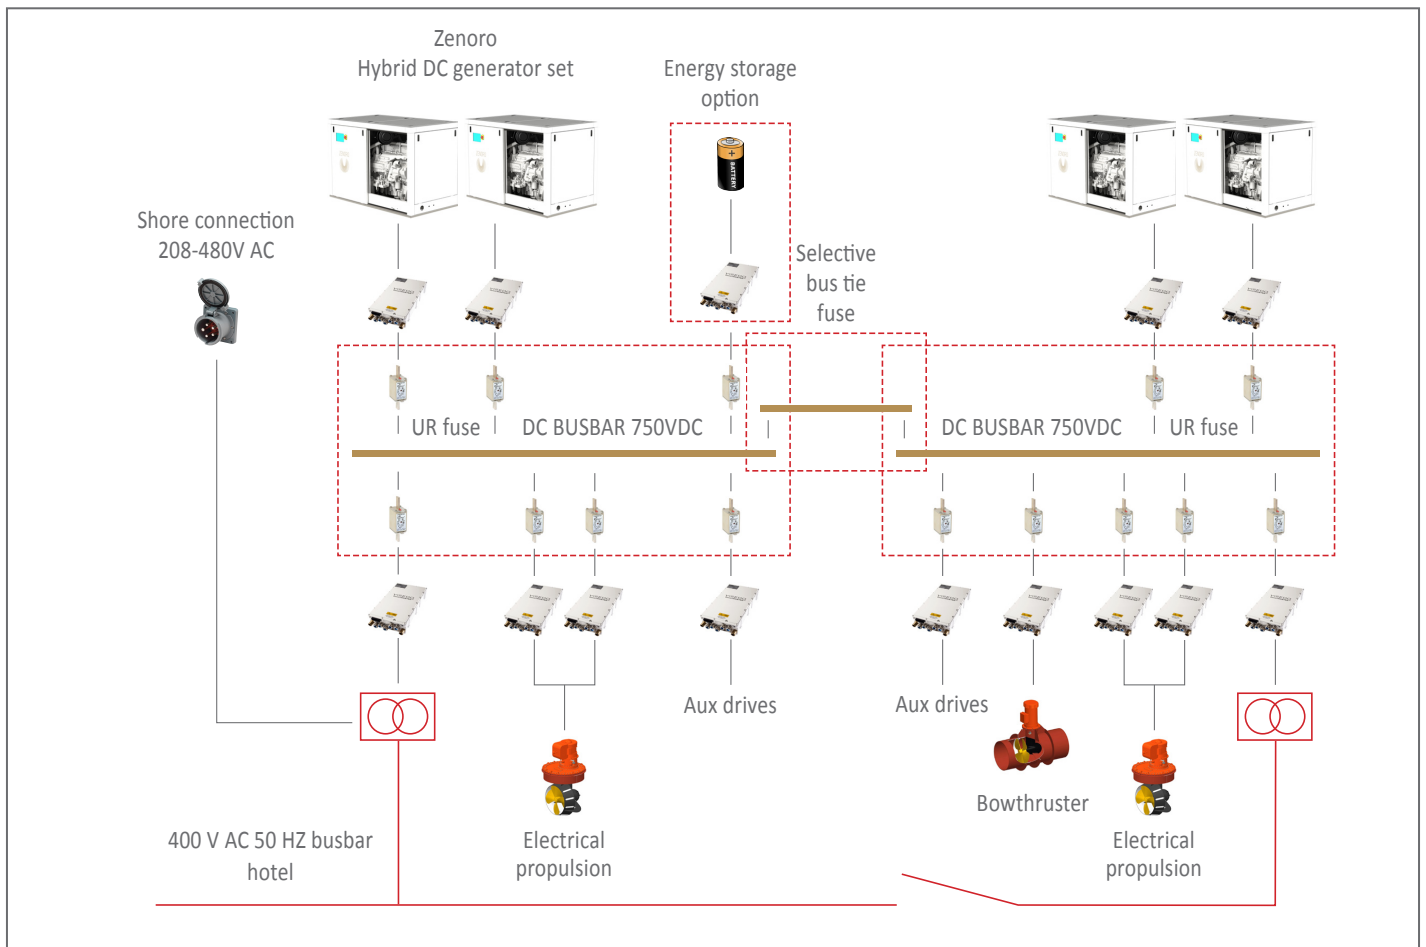 Zenoro
Hybrid DC generator set
Energy storage
option
BATTERY
Shore connection
208-480V AC
Selective
bus tie
fuse
UR fuse
DC BUSBAR 750VDC
DC BUSBAR 750VDC
UR fuse
Aux drives
Aux drives
Bowthruster
400 V AC 50 HZ busbar
hotel
Electrical
propulsion
Electrical
propulsion